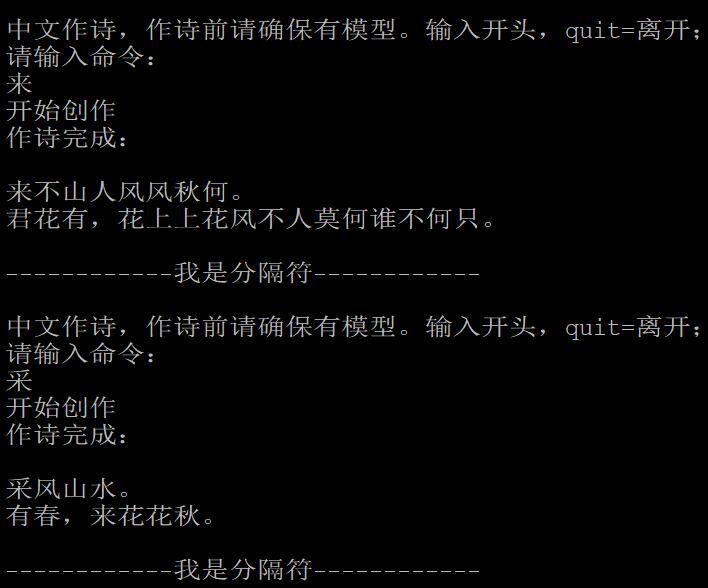 中文作诗，作诗前请确保有模型。输入开头，quit=离开；
请输入命令：
来
开始创作
作诗完成：
来不山人风风秋何。
君花有，花上上花风不人莫何谁不何只。
------------我是分隔符------------
中文作诗，作诗前请确保有模型。输入开头，quit=离开；
请输入命令：
采
开始创作
作诗完成：
采风山水。
有春，来花花秋。
------------我是分隔符------------